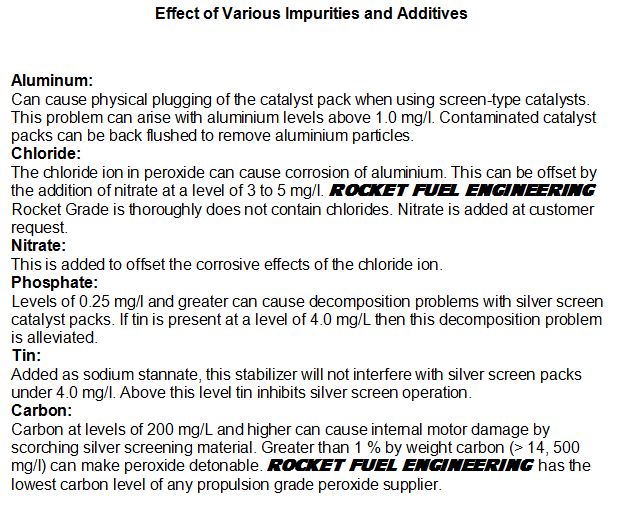 Effect of Various Impurities and Additives
Aluminum:
Can cause physical plugging of the catalyst pack when using screen-type catalysts.
This problem can arise with aluminium levels above 1.0 mg/l. Contaminated catalyst
packs can be back flushed to remove aluminium particles.
Chloride:
The chloride ion in peroxide can cause corrosion of aluminium. This can be offset by
the addition of nitrate at a level of 3 to 5 mg/l. ROCKET FUEL ENGINEERING
Rocket Grade is thoroughly does not contain chlorides. Nitrate is added at customer
request.
Nitrate:
This is added to offset the corrosive effects of the chloride ion.
Phosphate:
Levels of 0.25 mg/l and greater can cause decomposition problems with silver screen
catalyst packs. If tin is present at a level of 4.0 mg/L then this decomposition problem
is alleviated.
Tin:
Added as sodium stannate, this stabilizer will not interfere with silver screen packs
under 4.0 mg/l. Above this level tin inhibits silver screen operation.
Carbon:
Carbon at levels of 200 mg/L and higher can cause internal motor damage by
scorching silver screening material. Greater than 1 % by weight carbon (> 14, 500
mg/l) can make peroxide detonable. ROCKET FUEL ENGINEERING has the
lowest carbon level of any propulsion grade peroxide supplier.